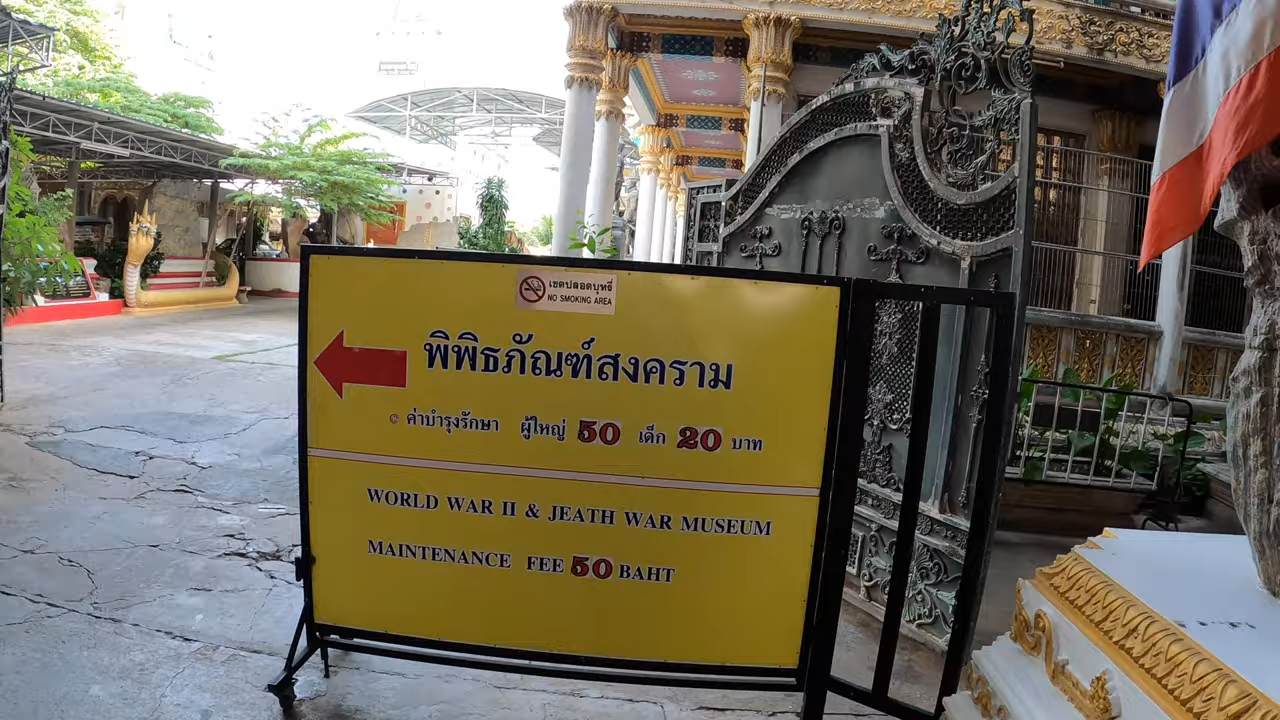 เขตปลอดบุหรี่
NO SMOKING AREA
พิพิธภัณฑ์สงคราม
ค่าบำรุงรักษา ผู้ใหญ่ 50 เด็ก 20 บาท
WORLD WAR II & JEATH WAR MUSEUM
MAINTENANCE FEE 50 BAHT